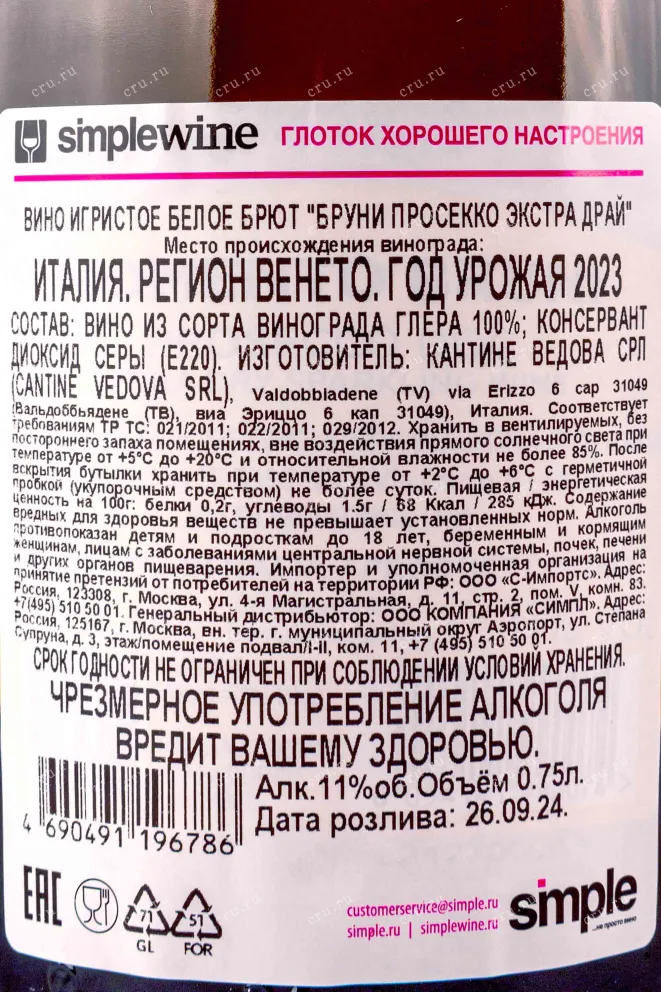 simplewine ГЛОТОК ХОРОШЕГО НАСТРОЕНИЯ
ВИНО ИГРИСТОЕ БЕЛОЕ БРЮТ "БРУНИ ПРОСЕККО ЭКСТРА ДРАЙ"
Место происхождения винограда:
ИТАЛИЯ. РЕГИОН ВЕНЕТО. ГОД УРОЖАЯ 2023
СОСТАВ: ВИНО ИЗ СОРТА ВИНОГРАДА ГЛЕРА 100%; КОНСЕРВАНТ
ДИОКСИД СЕРЫ (Е220). ИЗГОТОВИТЕЛЬ: КАНТИНЕ ВЕДОВА СРЛ
(CANTINE VEDOVA SRL), Valdobbladene (TV) via Erizzo 6 cap 31049
(Вальдоббьядене (ТВ), виа Эриццо 6 кап 31049), Италия. Соответствует
требованиям ТР ТС: 021/2011; 022/2011; 029/2012. Хранить в вентилируемых, без
постороннего запаха помещениях, вне воздействия прямого солнечного света при
температуре от +5°С до +20°С и относительной влажности не более 85%. После
вскрытия бутылки хранить при температуре от +2°С до +6°С с герметичной
пробкой (укупорочным средством) не более суток. Пищевая / энергетическая
ценность на 100г: белки 0,2г, углеводы 1.5г / 68 Ккал / 285 кДж. Содержание
вредных для здоровья веществ не превышает установленных норм. Алкоголь
противопоказан детям и подросткам до 18 лет, беременным и кормящим
женщинам, лицам с заболеваниями центральной нервной системы, почек, печени
и других органов пищеварения. Импортер и уполномоченная организация на
принятие претензий от потребителей на территории РФ: ООО «С-Импортс». Адрес:
Россия, 123308, г. Москва, ул. 4-я Магистральная, д. 11, стр. 2, пом. V, комн. 83.
+7(495) 510 50 01. Генеральный дистрибьютор: ООО КОМПАНИЯ «СИМПЛ». Адрес:
Россия, 125167, г. Москва, вн. тер. г. муниципальный округ Аэропорт, ул. Степана
Супруна, д. 3, этаж/помещение подвал/I-II, ком. 11, +7 (495) 510 50 01.
СРОК ГОДНОСТИ НЕ ОГРАНИЧЕН ПРИ СОБЛЮДЕНИИ УСЛОВИЙ ХРАНЕНИЯ.
ЧРЕЗМЕРНОЕ УПОТРЕБЛЕНИЕ АЛКОГОЛЯ
ВРЕДИТ ВАШЕМУ ЗДОРОВЬЮ.
Алк.11%об.Объём 0.75л.
Дата розлива: 26.09.24.
4 690491 196786
EAC
71
GL
51
FOR
customerservice@simple.ru
simple.ru | simplewine.ru
simple
...не просто вино
cru.ru